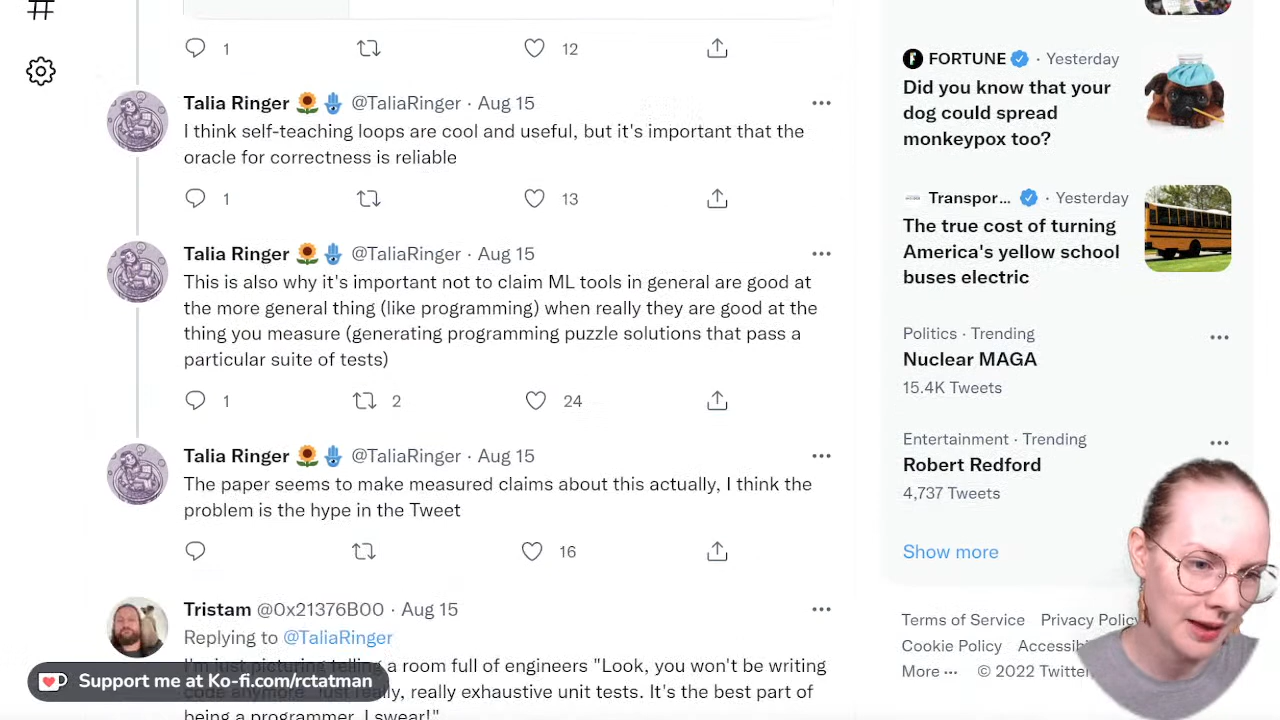 1
12
Talia Ringer @TaliaRinger · Aug 15
I think self-teaching loops are cool and useful, but it's important that the
oracle for correctness is reliable
1
13
Talia Ringer @TaliaRinger · Aug 15
This is also why it's important not to claim ML tools in general are good at
the more general thing (like programming) when really they are good at the
thing you measure (generating programming puzzle solutions that pass a
particular suite of tests)
1
2
24
Talia Ringer @TaliaRinger · Aug 15
The paper seems to make measured claims about this actually, I think the
problem is the hype in the Tweet
16
Tristam @0x21376B00 · Aug 15
Replying to @TaliaRinger
I'm just picturing telling a room full of engineers "Look, you won't be writing
code anymore just really, really exhaustive unit tests. It's the best part of
being a programmer, I swear!"
Support me at Ko-fi.com/rctatman
FORTUNE · Yesterday
Did you know that your
dog could spread
monkeypox too?
Transpor... · Yesterday
The true cost of turning
America's yellow school
buses electric
Politics · Trending
Nuclear MAGA
15.4K Tweets
Entertainment · Trending
Robert Redford
4,737 Tweets
Show more
Terms of Service Privacy Policy
Cookie Policy Accessibi
More ··· © 2022 Twitter,